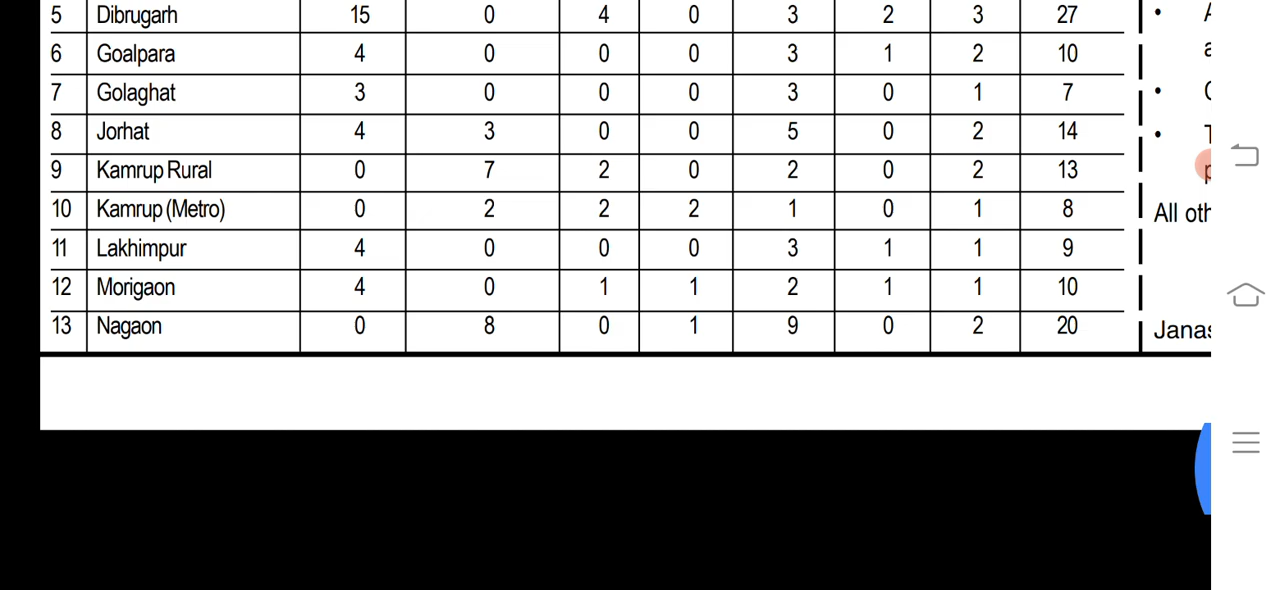 5 Dibrugarh 15 0 4 0 3 2 3 27
6 Goalpara 4 0 0 0 3 1 2 10
7 Golaghat 3 0 0 0 3 0 1 7
8 Jorhat 4 3 0 0 5 0 2 14
9 Kamrup Rural 0 7 2 0 2 0 2 13
10 Kamrup (Metro) 0 2 2 2 1 0 1 8
11 Lakhimpur 4 0 0 0 3 1 1 9
12 Morigaon 4 0 1 1 2 1 1 10
13 Nagaon 0 8 0 1 9 0 2 20
All